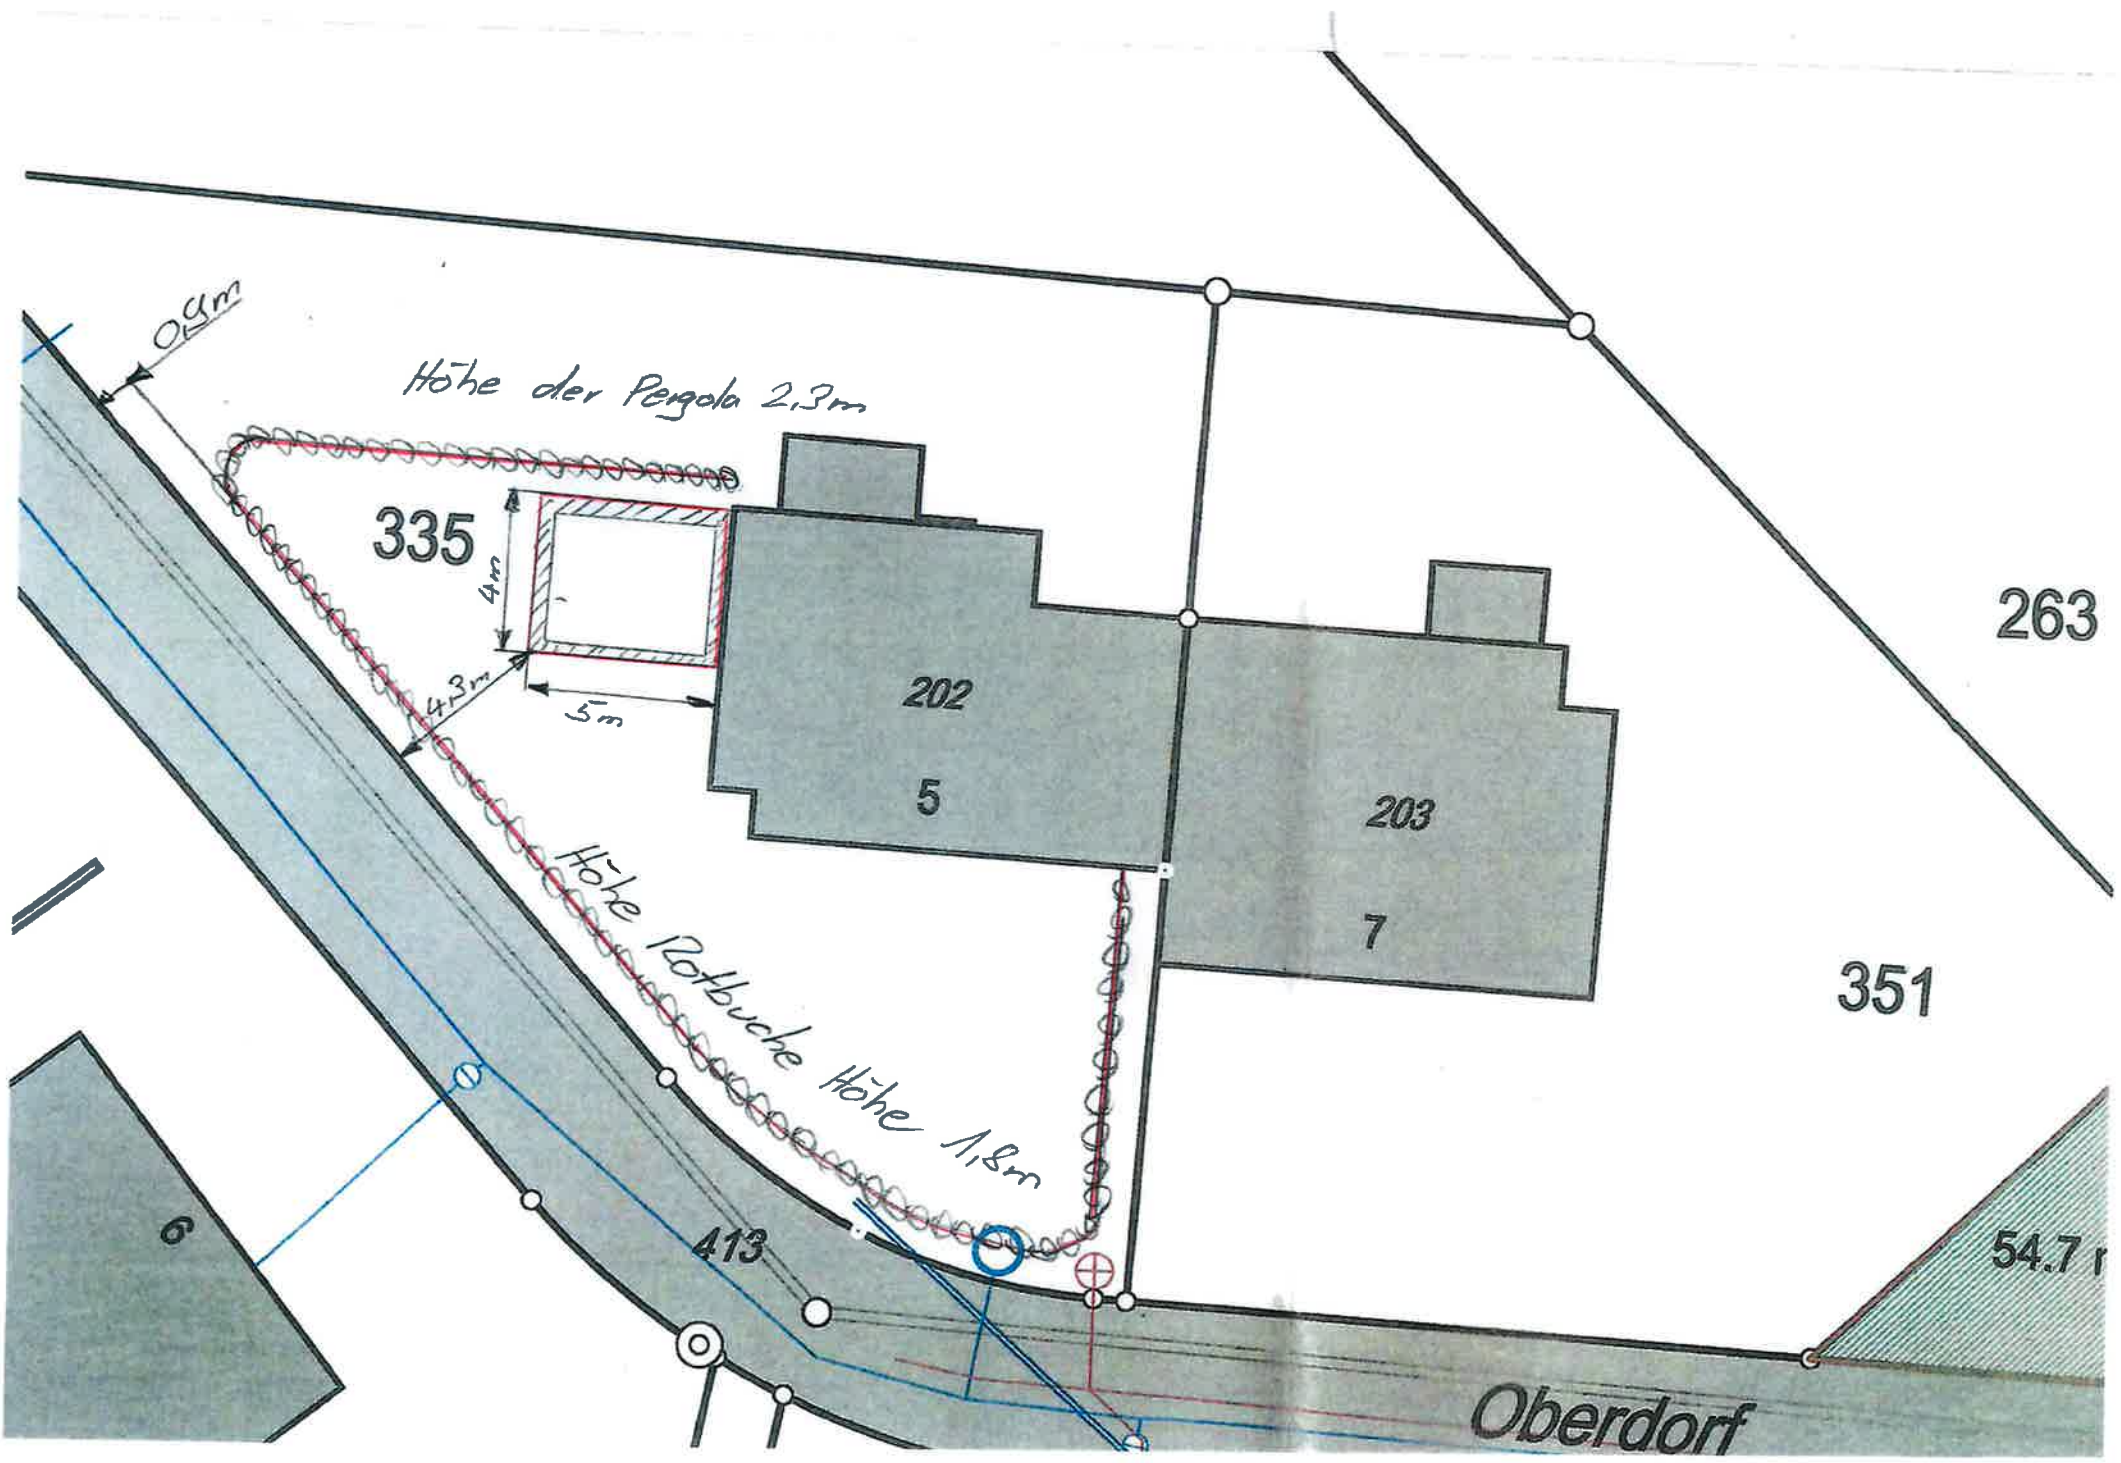 0,9m
Höhe der Pergola 2,3m
335
4m
263
4,3m
5m
202
5
203
7
Höhe Rotbuche Höhe 1,8m
351
6
413
54.7
Oberdorf